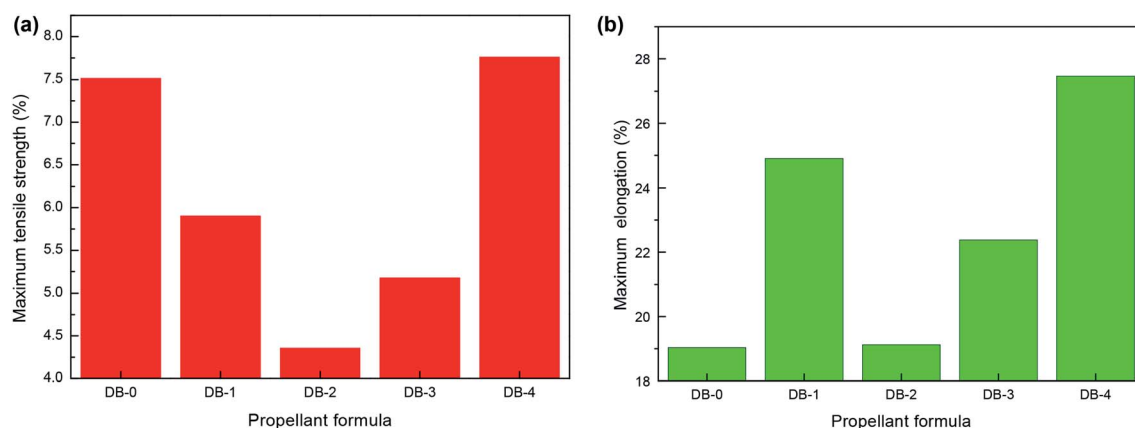 (a)
Maximum tensile strength (%)
8.0
7.5
7.0
6.5
6.0
5.5
5.0
4.5
4.0
DB-0 DB-1 DB-2 DB-3 DB-4
Propellant formula
(b)
Maximum elongation (%)
28
26
24
22
20
18
DB-0 DB-1 DB-2 DB-3 DB-4
Propellant formula